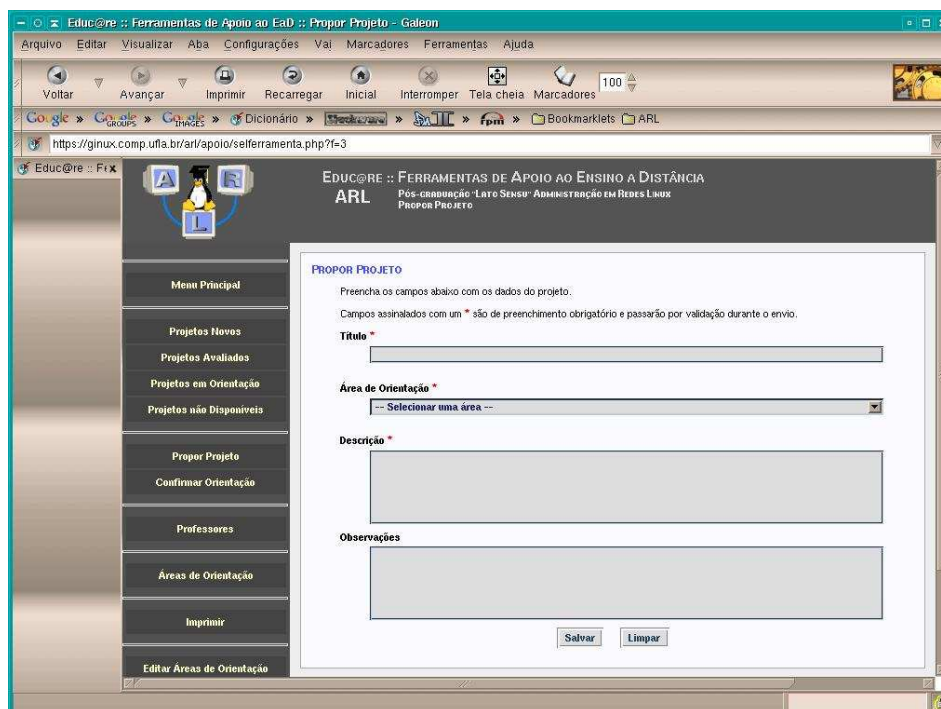 Educ@re :: Ferramentas de Apoio ao EaD :: Propor Projeto - Galeon
Arquivo Editar Visualizar Aba Configurações Vai Marcadores Ferramentas Ajuda
Voltar Avançar Imprimir Recarregar Inicial Interromper Tela cheia Marcadores 100
Google » Google GROUPS » Google IMAGES » Dicionário » » » fpm » Bookmarklets ARL
https://ginux.comp.ufla.br/arl/apoio/selferramenta.php?f=3
Educ@re :: Fe
A R L
EDUC@RE :: FERRAMENTAS DE APOIO AO ENSINO A DISTÂNCIA
ARL PÓS-GRADUAÇÃO "LATO SENSU" ADMINISTRAÇÃO EM REDES LINUX
PROPOR PROJETO
Menu Principal
Projetos Novos
Projetos Avaliados
Projetos em Orientação
Projetos não Disponíveis
Propor Projeto
Confirmar Orientação
Professores
Áreas de Orientação
Imprimir
Editar Áreas de Orientação
PROPOR PROJETO
Preencha os campos abaixo com os dados do projeto.
Campos assinalados com um * são de preenchimento obrigatório e passarão por validação durante o envio.
Título *
Área de Orientação *
-- Selecionar uma área --
Descrição *
Observações
Salvar Limpar